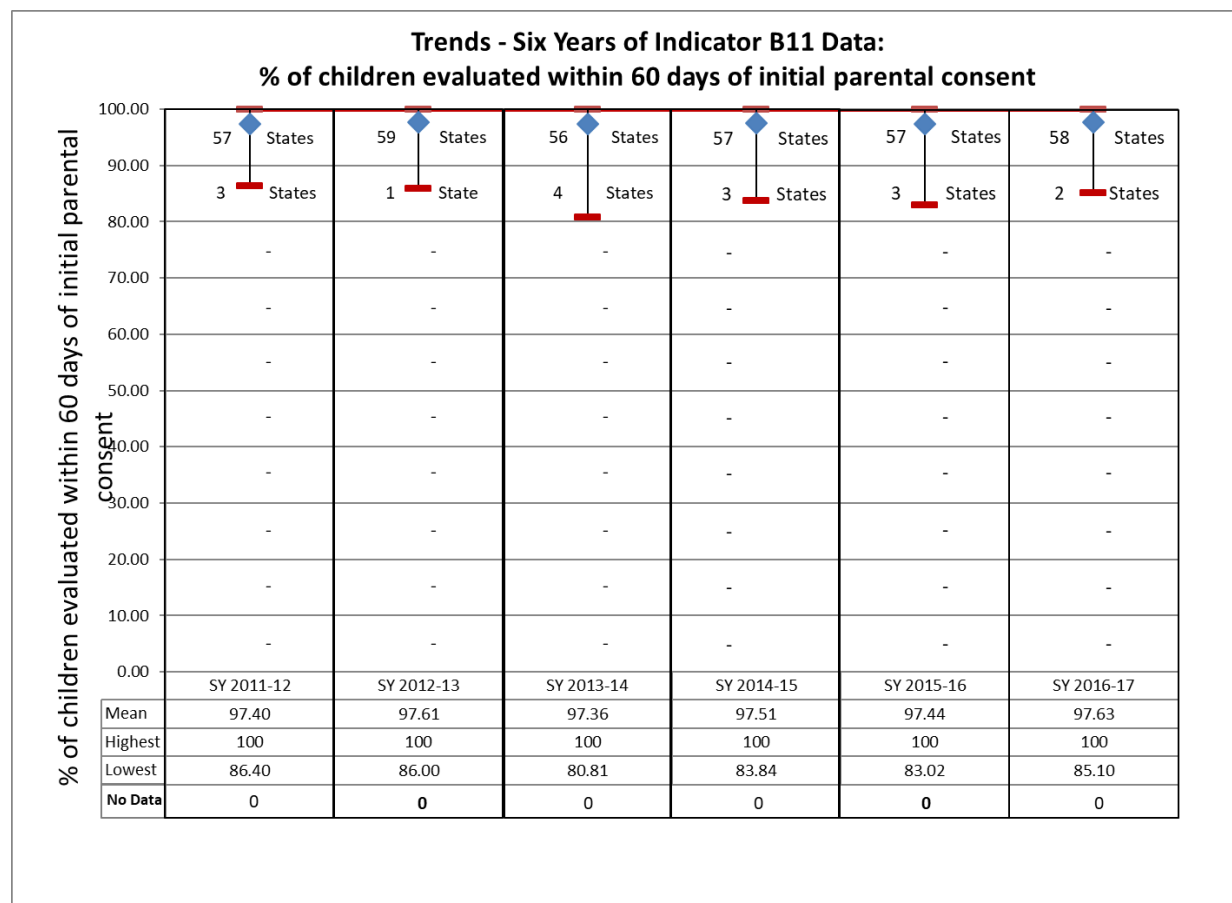 Trends - Six Years of Indicator B11 Data:
% of children evaluated within 60 days of initial parental consent
% of children evaluated within 60 days of initial parental
consent
100.00
57 States 59 States 56 States 57 States 57 States 58 States
90.00
3 States 1 State 4 States 3 States 3 States 2 States
80.00
- - - - - -
70.00
- - - - - -
60.00
- - - - - -
50.00
- - - - - -
40.00
- - - - - -
30.00
- - - - - -
20.00
- - - - - -
10.00
- - - - - -
0.00
SY 2011-12 SY 2012-13 SY 2013-14 SY 2014-15 SY 2015-16 SY 2016-17
Mean 97.40 97.61 97.36 97.51 97.44 97.63
Highest 100 100 100 100 100 100
Lowest 86.40 86.00 80.81 83.84 83.02 85.10
No Data 0 0 0 0 0 0